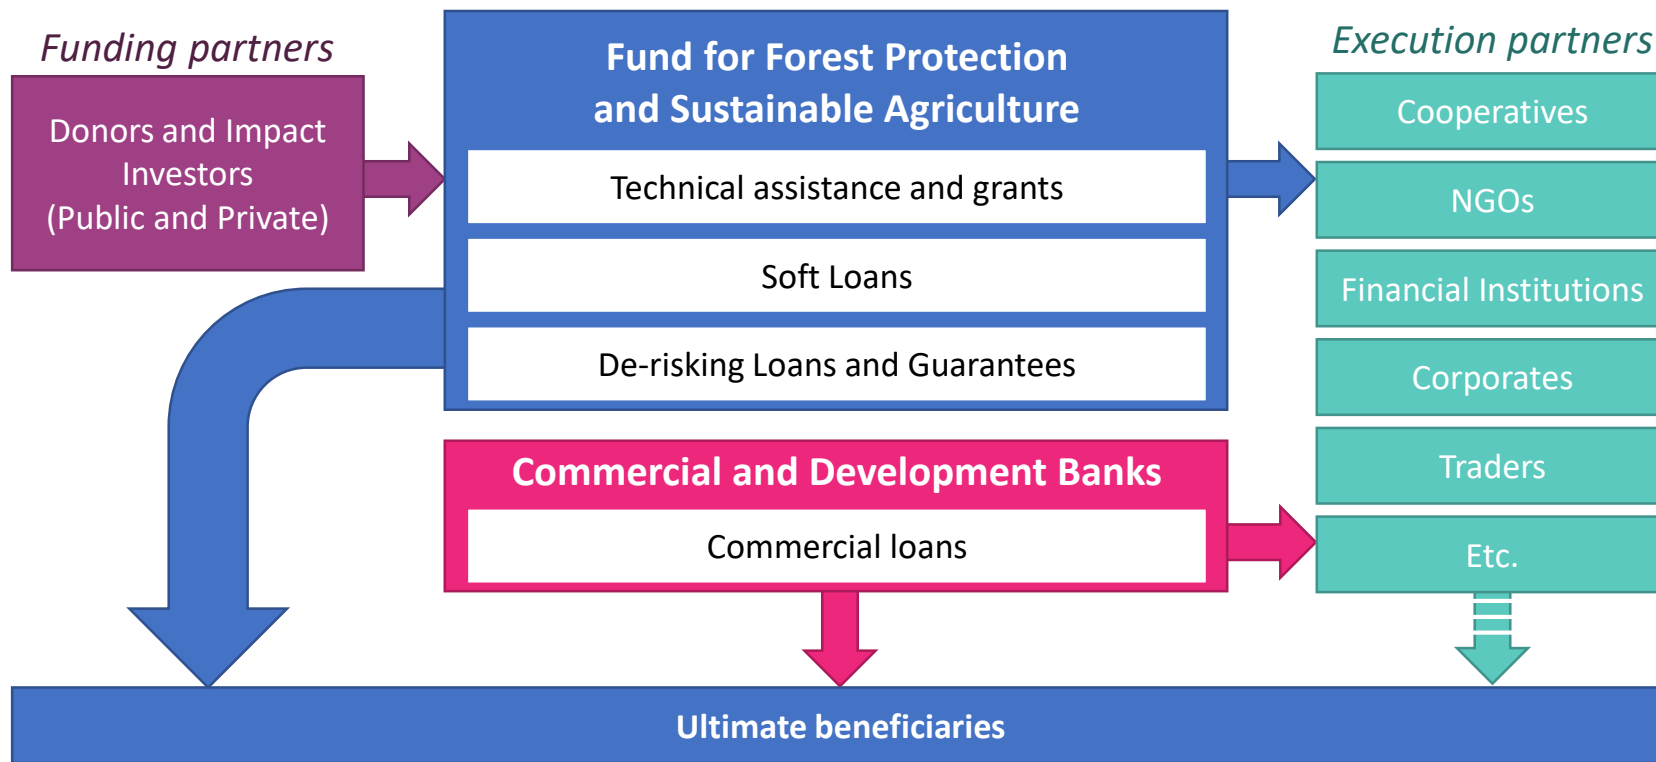 Funding partners
Donors and Impact
Investors
(Public and Private)
Fund for Forest Protection
and Sustainable Agriculture
Technical assistance and grants
Soft Loans
De-risking Loans and Guarantees
Commercial and Development Banks
Commercial loans
Execution partners
Cooperatives
NGOs
Financial Institutions
Corporates
Traders
Etc.
Ultimate beneficiaries